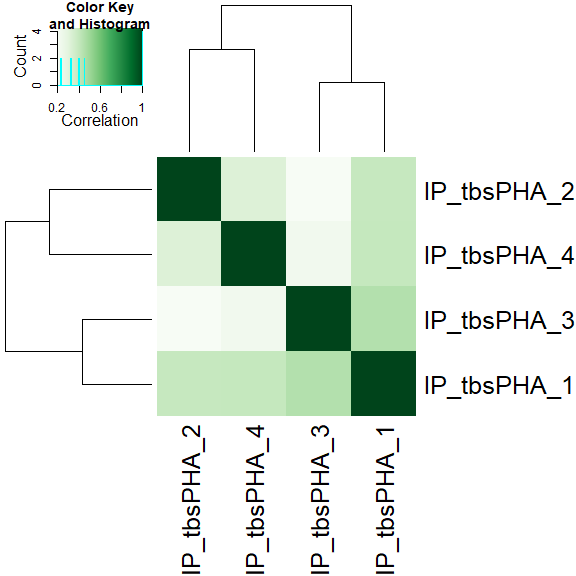 Color Key
and Histogram
Count
0 2 4
0.2 0.6 1
Correlation
IP_tbsPHA_2
IP_tbsPHA_4
IP_tbsPHA_3
IP_tbsPHA_1
IP_tbsPHA_2
IP_tbsPHA_4
IP_tbsPHA_3
IP_tbsPHA_1